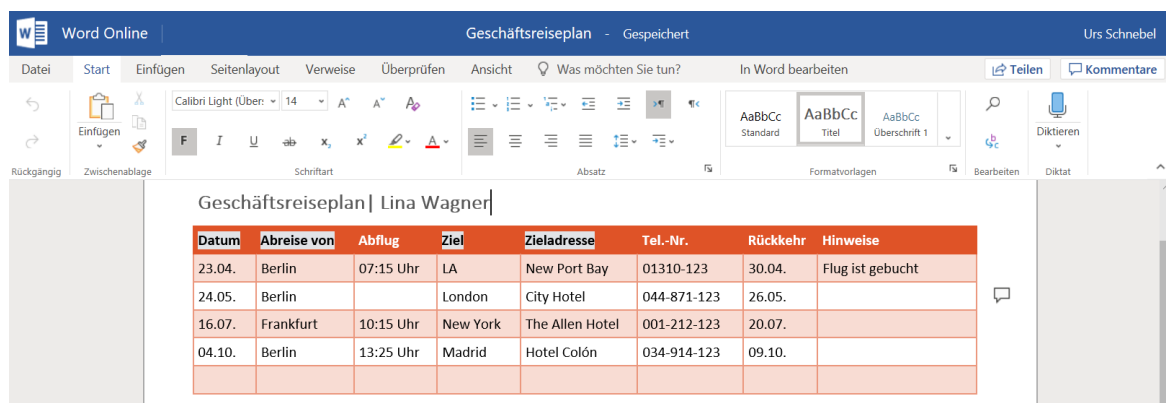 Word Online
Geschäftsreiseplan - Gespeichert
Urs Schnebel
Datei Start Einfügen Seitenlayout Verweise Überprüfen Ansicht Was möchten Sie tun? In Word bearbeiten Teilen Kommentare
Einfügen
Calibri Light (Über: 14 A A A
F I U ab x, x² A
AaBbCc AaBbCc AaBbCc
Standard Titel Überschrift 1
Diktieren
Rückgängig Zwischenablage Schriftart Absatz Formatvorlagen Bearbeiten Diktat
Geschäftsreiseplan| Lina Wagner
Datum Abreise von Abflug Ziel Zieladresse Tel.-Nr. Rückkehr Hinweise
23.04. Berlin 07:15 Uhr LA New Port Bay 01310-123 30.04. Flug ist gebucht
24.05. Berlin London City Hotel 044-871-123 26.05.
16.07. Frankfurt 10:15 Uhr New York The Allen Hotel 001-212-123 20.07.
04.10. Berlin 13:25 Uhr Madrid Hotel Colón 034-914-123 09.10.